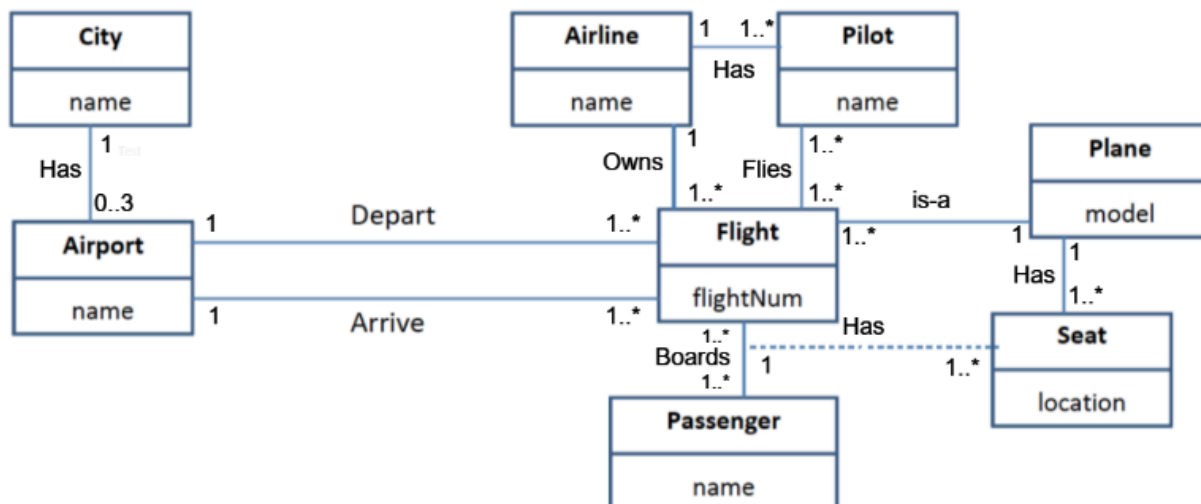 City
name
1
Has
0..3
Airport
name
Airline
name
1 1..*
Has
Pilot
name
1
Owns
1..*
1..*
Flies
1..*
Plane
model
is-a
1..* 1
1
Has
1..*
Depart
1 1..*
Flight
flightNum
1 1..*
Arrive
1..*
Boards
1..*
1
Has
1..*
Seat
location
Passenger
name